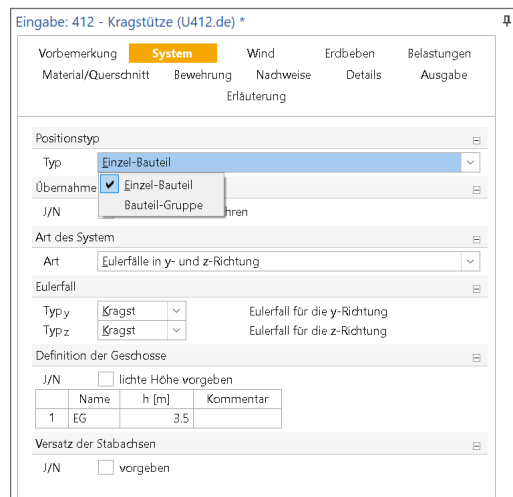 Eingabe: 412 - Kragstütze (U412.de) *
Vorbemerkung System Wind Erdbeben Belastungen
Material/Querschnitt Bewehrung Nachweise Details Ausgabe
Erläuterung
Positionstyp
Typ Einzel-Bauteil
Übernahme
Einzel-Bauteil
J/N hren
Bauteil-Gruppe
Art des System
Art Eulerfälle in y- und z-Richtung
Eulerfall
Typy Kragst Eulerfall für die y-Richtung
Typz Kragst Eulerfall für die z-Richtung
Definition der Geschosse
J/N lichte Höhe vorgeben
Name h [m] Kommentar
1 EG 3.5
Versatz der Stabachsen
J/N vorgeben